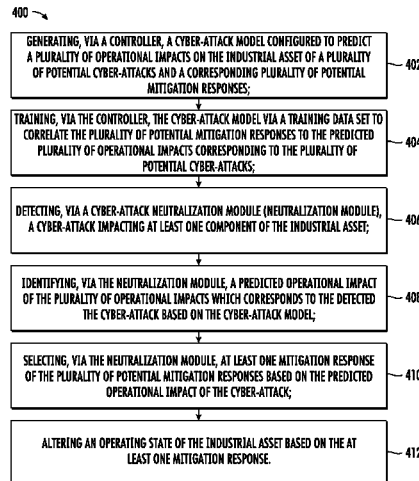 400
GENERATING, VIA A CONTROLLER, A CYBER-ATTACK MODEL CONFIGURED TO PREDICT
A PLURALITY OF OPERATIONAL IMPACTS ON THE INDUSTRIAL ASSET OF A PLURALITY
OF POTENTIAL CYBER-ATTACKS AND A CORRESPONDING PLURALITY OF POTENTIAL
MITIGATION RESPONSES;
402
TRAINING, VIA THE CONTROLLER, THE CYBER-ATTACK MODEL VIA A TRAINING DATA SET TO
CORRELATE THE PLURALITY OF POTENTIAL MITIGATION RESPONSES TO THE PREDICTED
PLURALITY OF OPERATIONAL IMPACTS CORRESPONDING TO THE PLURALITY OF
POTENTIAL CYBER-ATTACKS;
404
DETECTING, VIA A CYBER-ATTACK NEUTRALIZATION MODULE (NEUTRALIZATION MODULE),
A CYBER-ATTACK IMPACTING AT LEAST ONE COMPONENT OF THE INDUSTRIAL ASSET;
406
IDENTIFYING, VIA THE NEUTRALIZATION MODULE, A PREDICTED OPERATIONAL IMPACT
OF THE PLURALITY OF OPERATIONAL IMPACTS WHICH CORRESPONDS TO THE DETECTED
THE CYBER-ATTACK BASED ON THE CYBER-ATTACK MODEL;
408
SELECTING, VIA THE NEUTRALIZATION MODULE, AT LEAST ONE MITIGATION RESPONSE
OF THE PLURALITY OF POTENTIAL MITIGATION RESPONSES BASED ON THE PREDICTED
OPERATIONAL IMPACT OF THE CYBER-ATTACK;
410
ALTERING AN OPERATING STATE OF THE INDUSTRIAL ASSET BASED ON THE AT
LEAST ONE MITIGATION RESPONSE.
412